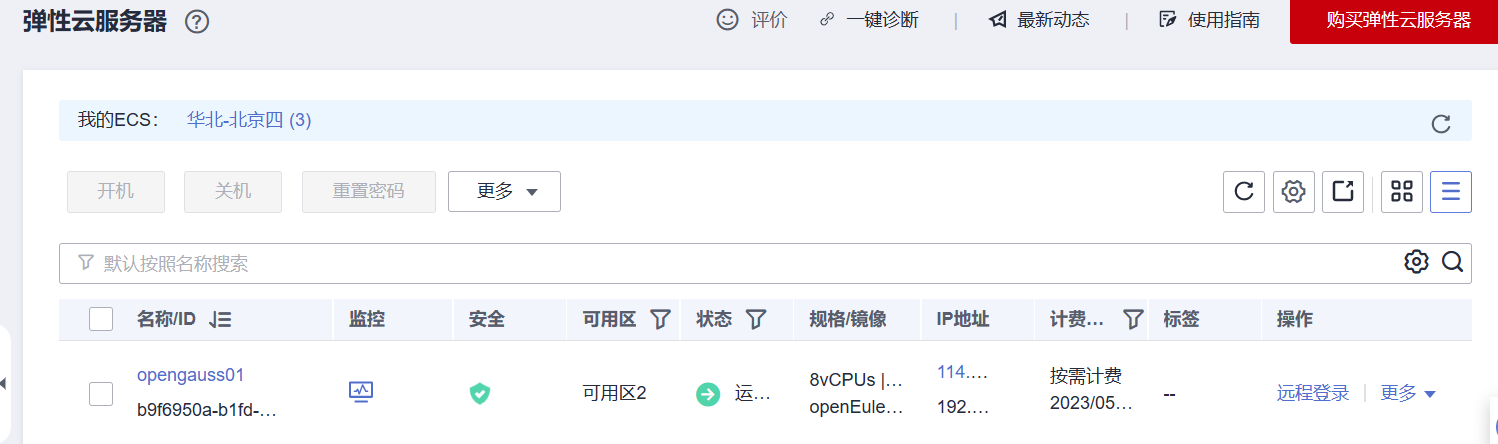 弹性云服务器 ?
评价 一键诊断 | 最新动态 | 使用指南 购买弹性云服务器
我的ECS： 华北-北京四 (3)
开机 关机 重置密码 更多
默认按照名称搜索
名称/ID 监控 安全 可用区 状态 规格/镜像 IP地址 计费... 标签 操作
opengauss01 8vCPUs |... 114.... 按需计费
可用区2 运... -- 远程登录 | 更多
b9f6950a-b1fd-... openEule... 192.... 2023/05...